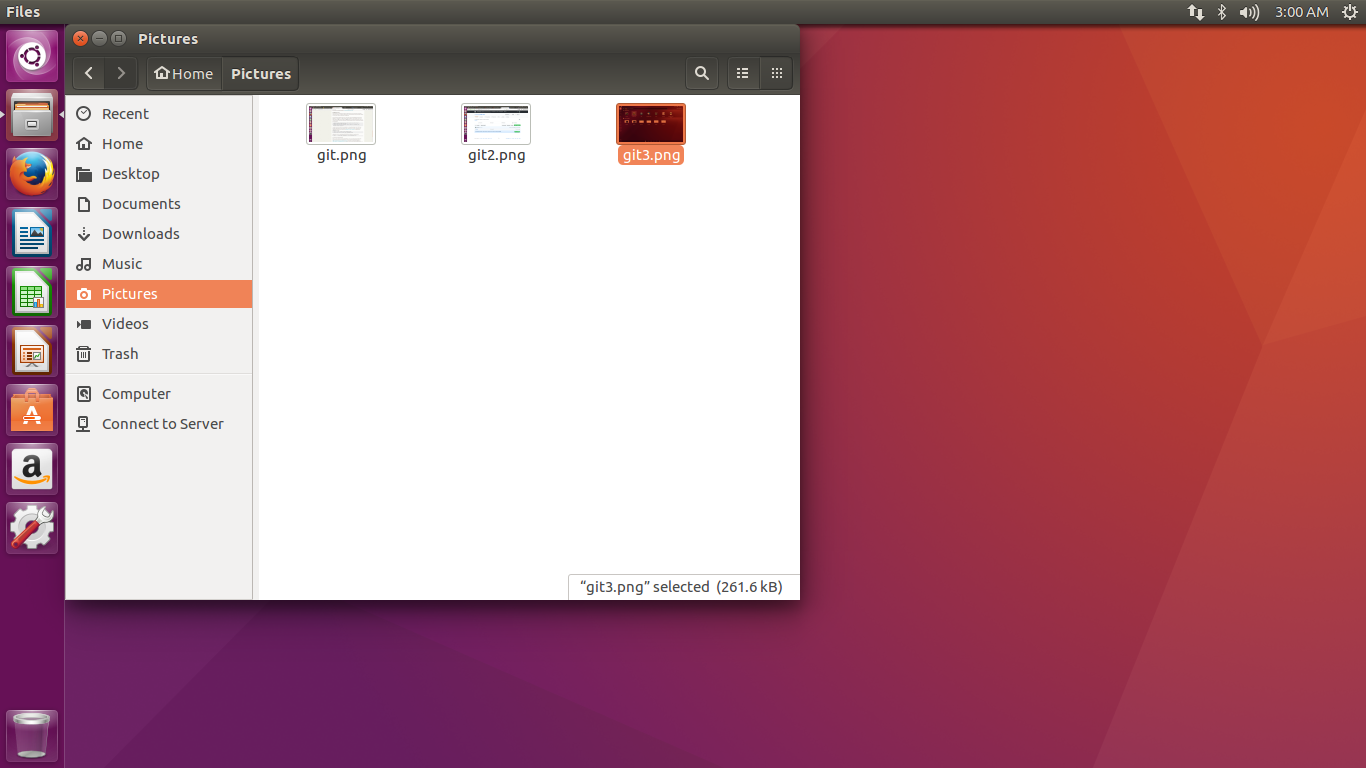 Files
3:00 AM
Pictures
Home
Pictures
Recent
Home
Desktop
Documents
Downloads
Music
Pictures
Videos
Trash
Computer
Connect to Server
git.png
git2.png
git3.png
“git3.png” selected (261.6 kB)